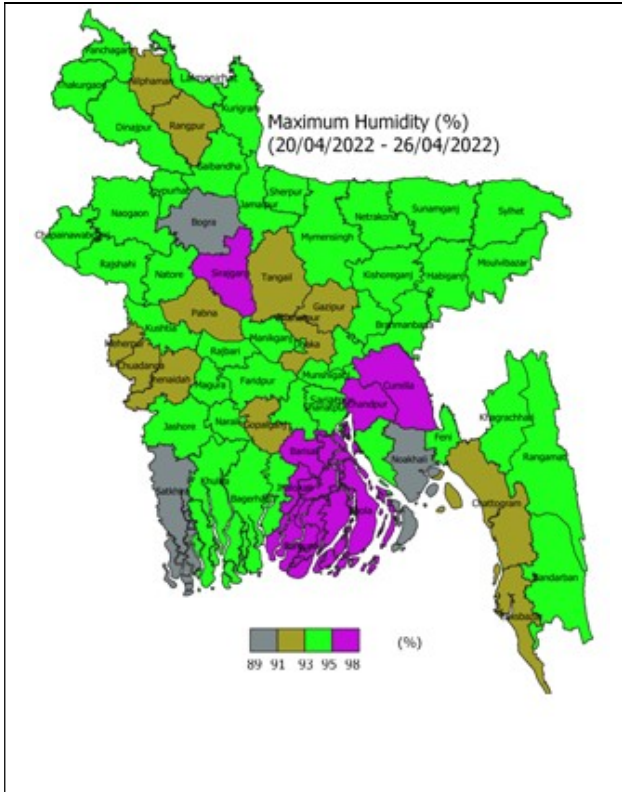 Panchagarh
Thakurgaon
Nilphamari
Lalmonirhat
Kurigram
Dinajpur
Rangpur
Maximum Humidity (%)
(20/04/2022 - 26/04/2022)
Gaibandha
Joypurhat
Sherpur
Jamalpur
Naogaon
Bogra
Netrakona
Sunamganj
Sylhet
Chapainawabganj
Mymensingh
Rajshahi
Natore
Sirajganj
Tangail
Kishoreganj
Habiganj
Moulvibazar
Pabna
Gazipur
Kushtia
Brahmanbaria
Meherpur
Rajbari
Manikganj
Dhaka
Chuadanga
Jhenaidah
Magura
Faridpur
Munshiganj
Cumilla
Chandpur
Khagrachhari
Jashore
Narail
Gopalganj
Feni
Rangamati
Barisal
Noakhali
Satkhira
Khulna
Bagerhat
Bhola
Chattogram
Bandarban
89 91 93 95 98 (%)